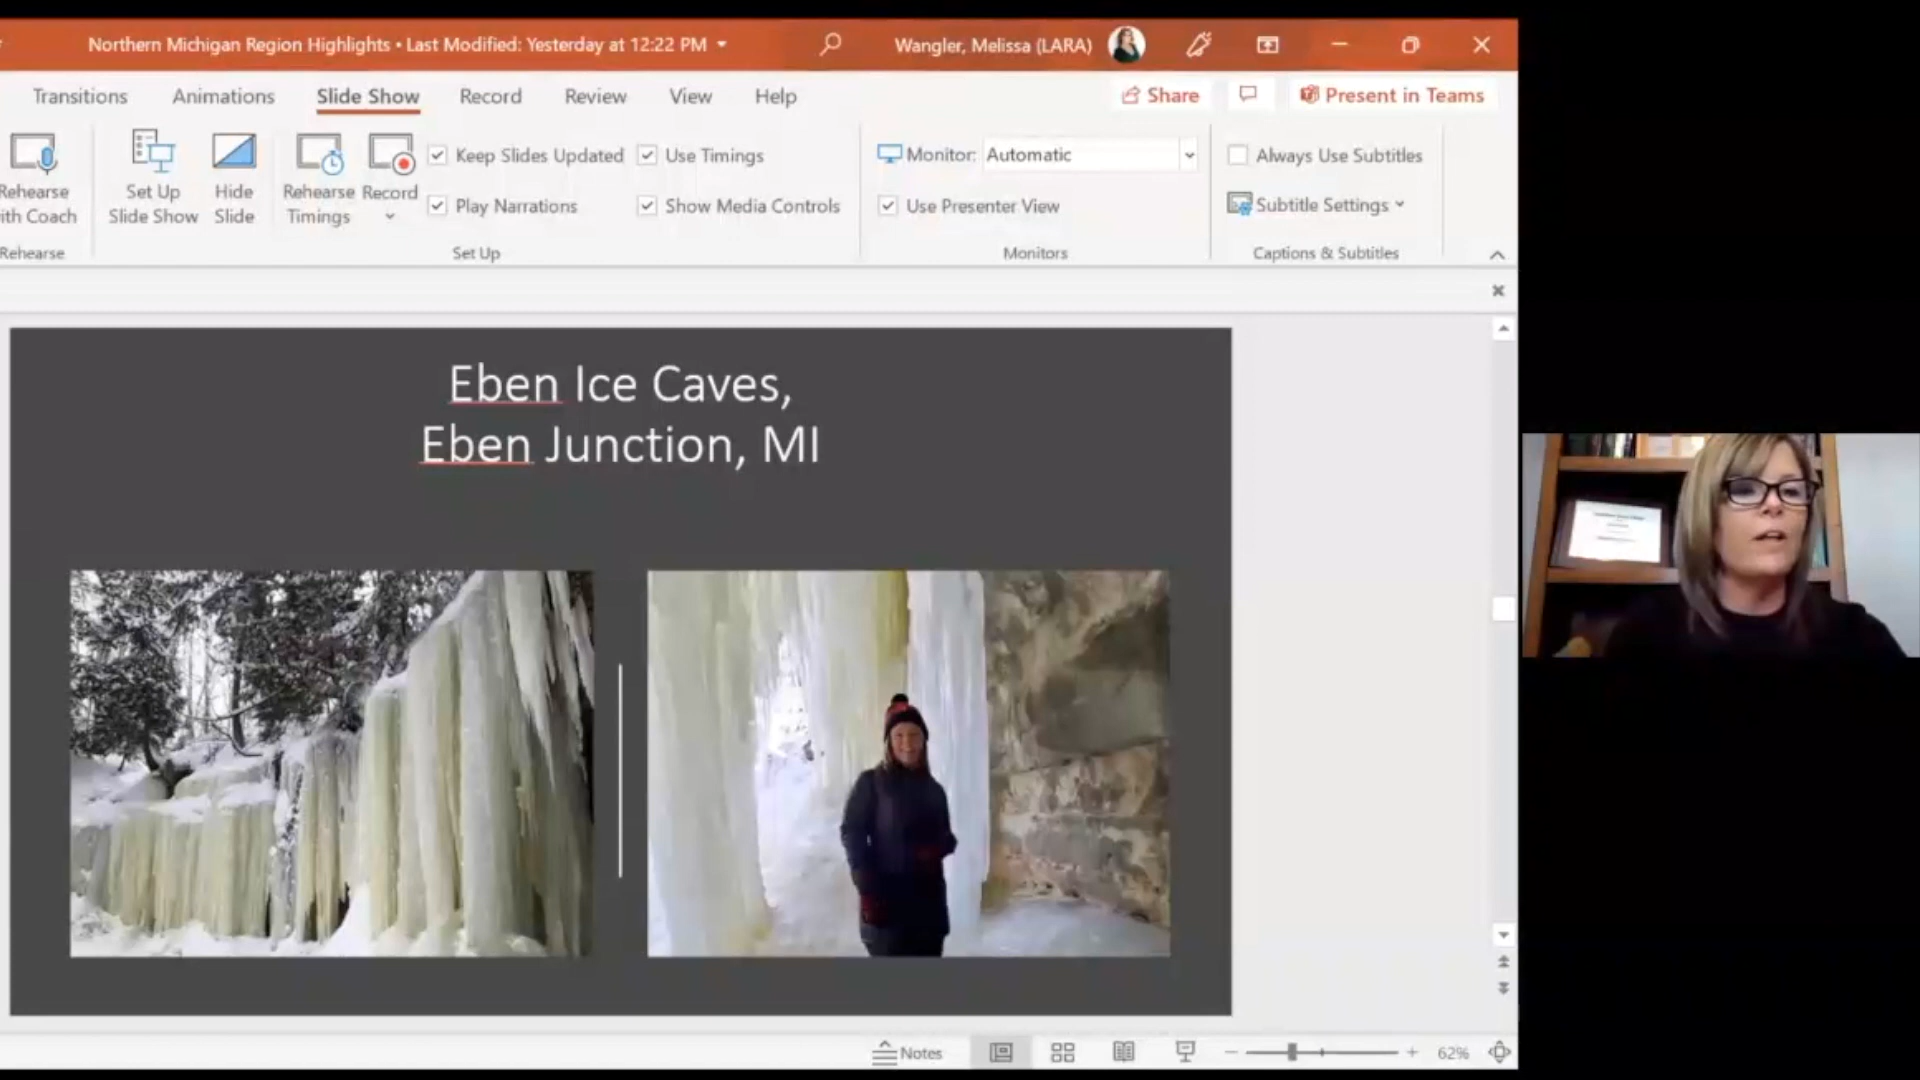 Northern Michigan Region Highlights • Last Modified: Yesterday at 12:22 PM
Wangler, Melissa (LARA)
Transitions Animations Slide Show Record Review View Help
Share
Present in Teams
Rehearse
ith Coach
Set Up
Slide Show
Hide
Slide
Rehearse
Timings
Record
Keep Slides Updated
Play Narrations
Use Timings
Show Media Controls
Monitor: Automatic
Use Presenter View
Always Use Subtitles
Subtitle Settings
Rehearse
Set Up
Monitors
Captions & Subtitles
Eben Ice Caves,
Eben Junction, MI
Notes
62%